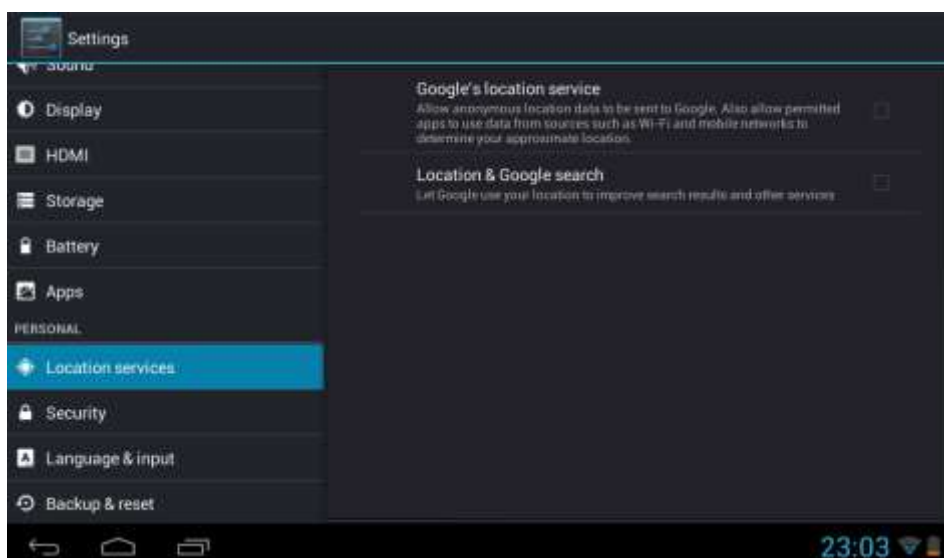 Settings
Sound
Display
HDMI
Storage
Battery
Apps
PERSONAL
Location services
Security
Language & input
Backup & reset
Google's location service
Allow anonymous location data to be sent to Google. Also allow permitted
apps to use data from sources such as Wi-Fi and mobile networks to
determine your approximate location.
Location & Google search
Let Google use your location to improve search results and other services
23:03